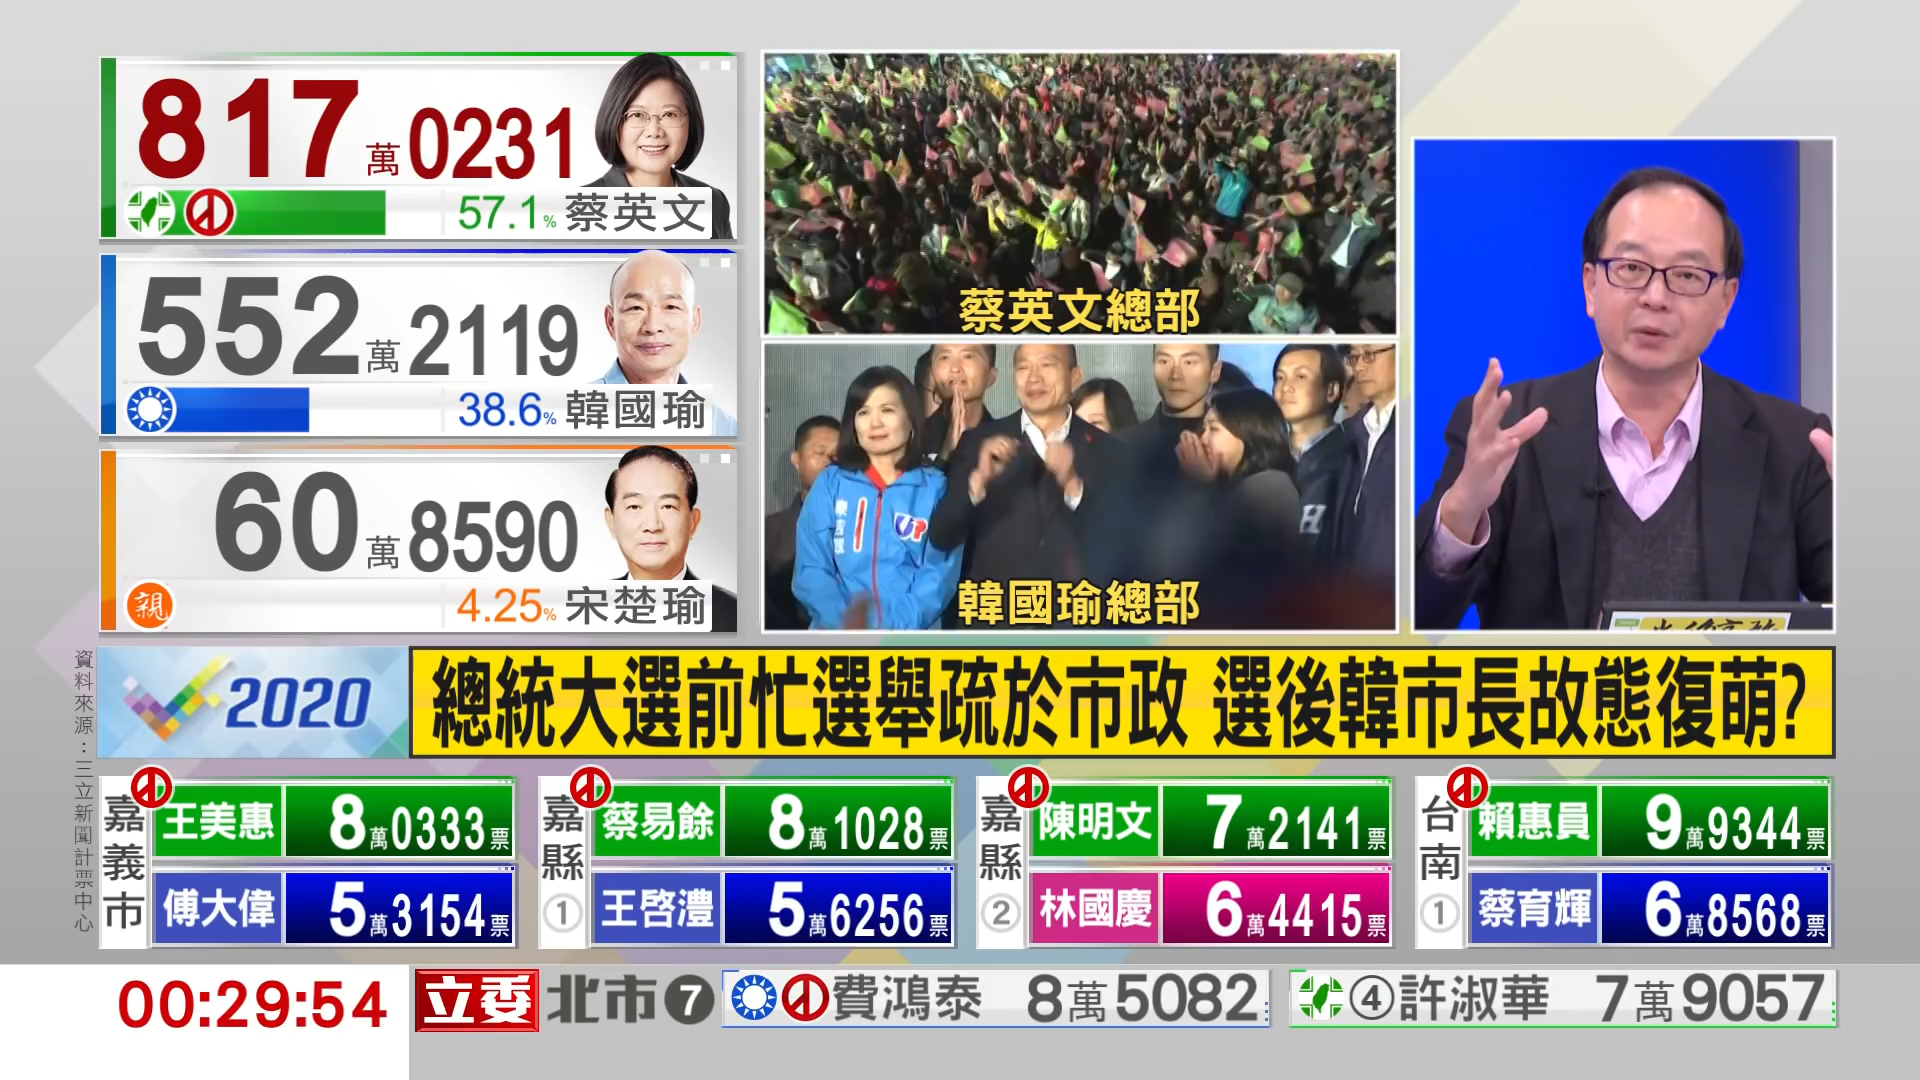 817萬0231
57.1% 蔡英文
552萬2119
38.6% 韓國瑜
60萬8590
親 4.25% 宋楚瑜
蔡英文總部
UP
H
韓國瑜總部
資料來源：三立新聞計票中心
2020
總統大選前忙選舉疏於市政 選後韓市長故態復萌?
嘉義市
王美惠 8萬0333票
傅大偉 5萬3154票
嘉縣①
蔡易餘 8萬1028票
王啓澧 5萬6256票
嘉縣②
陳明文 7萬2141票
林國慶 6萬4415票
台南①
賴惠員 9萬9344票
蔡育輝 6萬8568票
00:29:54 立委 北市7 費鴻泰 8萬5082 ④許淑華 7萬9057